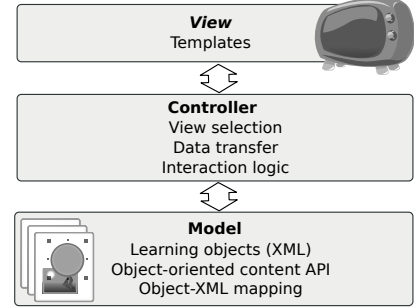 View
Templates
Controller
View selection
Data transfer
Interaction logic
Model
Learning objects (XML)
Object-oriented content API
Object-XML mapping